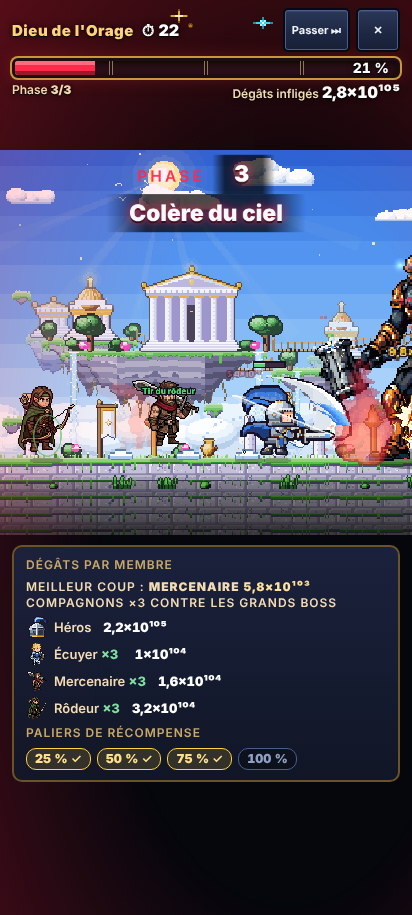 Dieu de l'Orage ⏱ 22
Passer ⏭
×
21 %
Phase 3/3
Dégâts infligés 2,8×10¹⁰⁵
PHASE 3
Colère du ciel
Tir du rôdeur
DÉGÂTS PAR MEMBRE
MEILLEUR COUP : MERCENAIRE 5,8×10¹⁰³
COMPAGNONS ×3 CONTRE LES GRANDS BOSS
Héros 2,2×10¹⁰⁵
Écuyer ×3 1×10¹⁰⁴
Mercenaire ×3 1,6×10¹⁰⁴
Rôdeur ×3 3,2×10¹⁰⁴
PALIERS DE RÉCOMPENSE
25 % ✓ 50 % ✓ 75 % ✓ 100 %